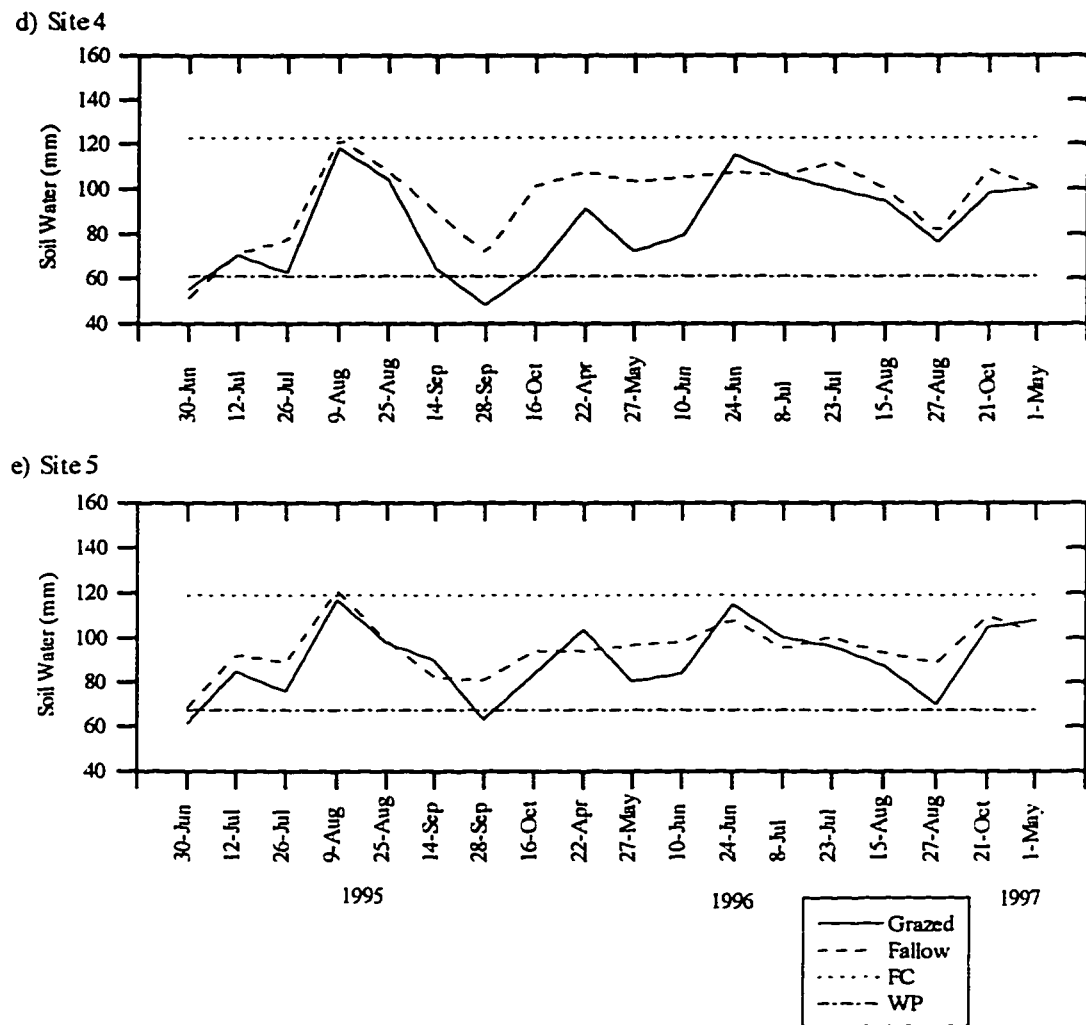 d) Site 4
160
140
120
100
80
60
40
Soil Water (mm)
30-Jun
12-Jul
26-Jul
9-Aug
25-Aug
14-Sep
28-Sep
16-Oct
22-Apr
27-May
10-Jun
24-Jun
8-Jul
23-Jul
15-Aug
27-Aug
21-Oct
1-May
e) Site 5
160
140
120
100
80
60
40
Soil Water (mm)
30-Jun
12-Jul
26-Jul
9-Aug
25-Aug
14-Sep
28-Sep
16-Oct
22-Apr
27-May
10-Jun
24-Jun
8-Jul
23-Jul
15-Aug
27-Aug
21-Oct
1-May
1995 1996 1997
Grazed
Fallow
FC
WP